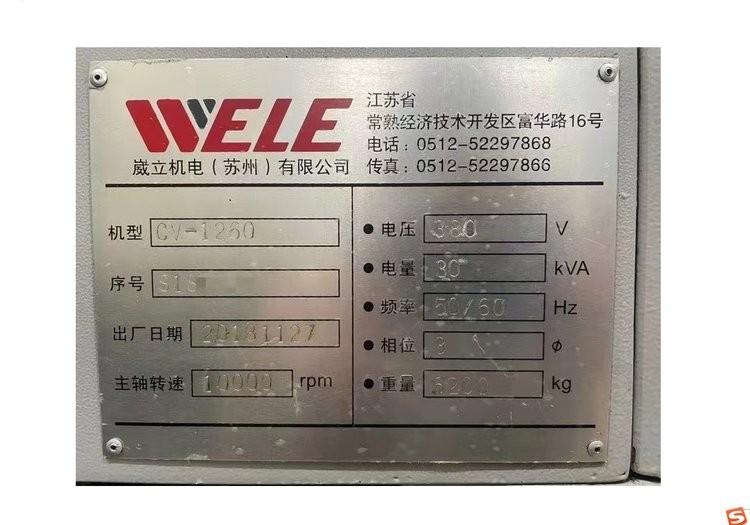 WELE
崴立机电（苏州）有限公司
江苏省
常熟经济技术开发区富华路16号
电话：0512-52297868
传真：0512-52297866
机型 CV-1260
序号
出厂日期 20181127
主轴转速 10000 rpm
● 电压 380 V
● 电量 30 kVA
● 频率 50/60 Hz
● 相位 3 ø
● 重量 kg
S